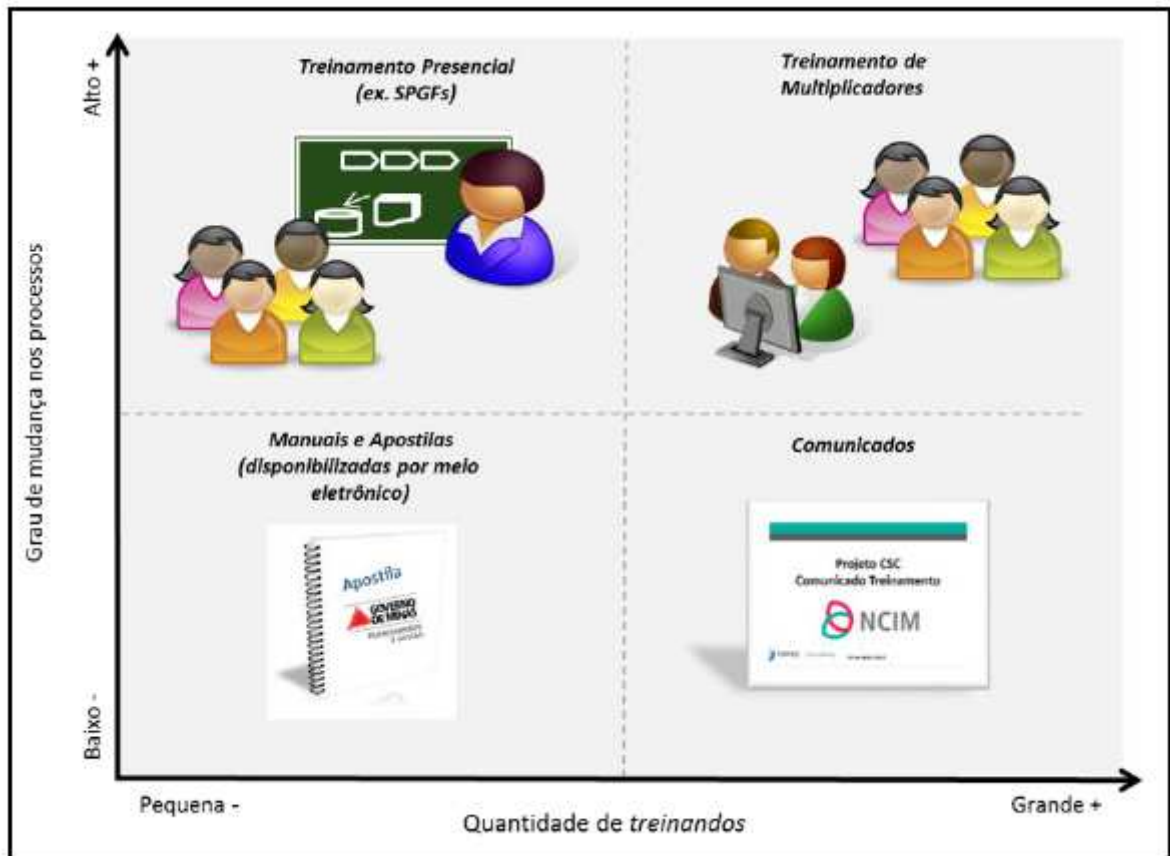 Alto +
Treinamento Presencial
(ex. SPGFs)
Treinamento de
Multiplicadores
Grau de mudança nos processos
Manuais e Apostilas
(disponibilizadas por meio
eletrônico)
Comunicados
Apostila
GOVERNO
DE MINAS
Projeto CSC
Comunicado Treinamento
NCIM
Baixo -
Pequena -
Grande +
Quantidade de treinandos